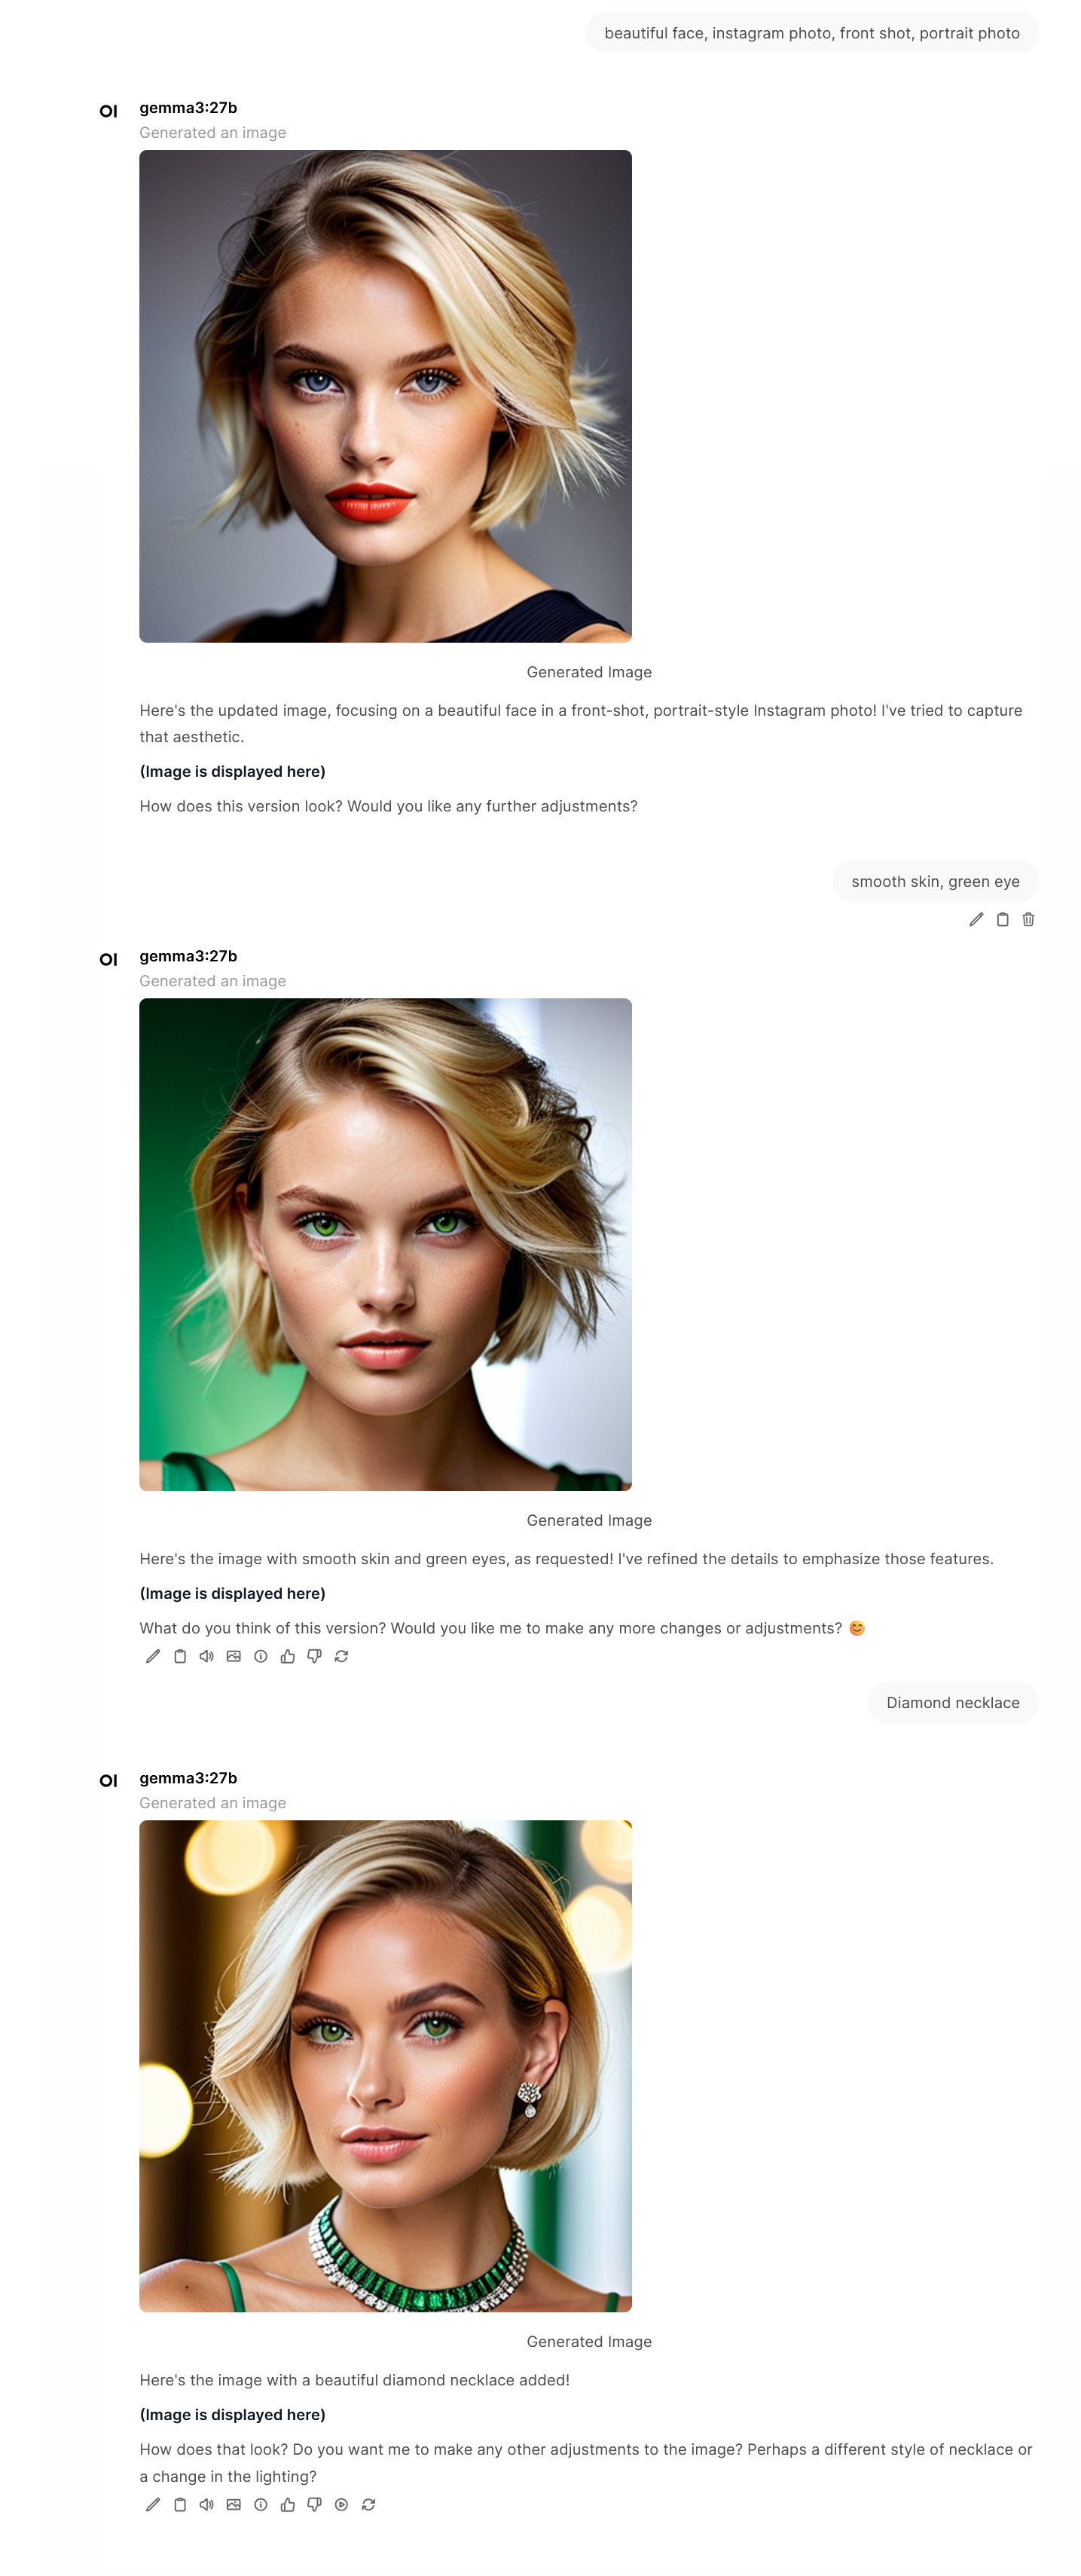 beautiful face, instagram photo, front shot, portrait photo
OI
gemma3:27b
Generated an image
Generated Image
Here's the updated image, focusing on a beautiful face in a front-shot, portrait-style Instagram photo! I've tried to capture
that aesthetic.
(Image is displayed here)
How does this version look? Would you like any further adjustments?
smooth skin, green eye
OI
gemma3:27b
Generated an image
Generated Image
Here's the image with smooth skin and green eyes, as requested! I've refined the details to emphasize those features.
(Image is displayed here)
What do you think of this version? Would you like me to make any more changes or adjustments? 😊
Diamond necklace
OI
gemma3:27b
Generated an image
Generated Image
Here's the image with a beautiful diamond necklace added!
(Image is displayed here)
How does that look? Do you want me to make any other adjustments to the image? Perhaps a different style of necklace or
a change in the lighting?